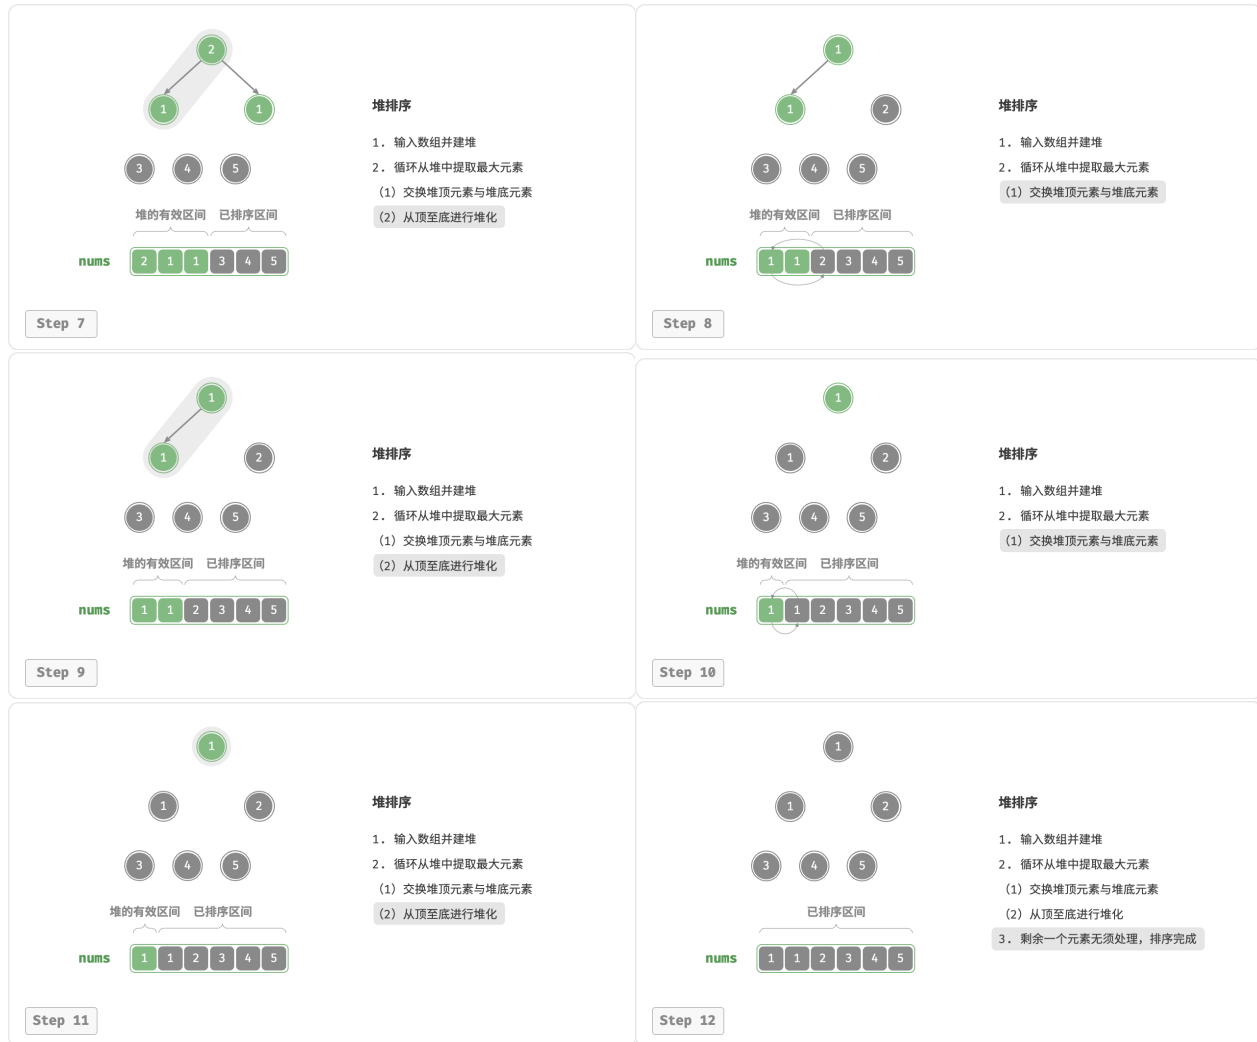 2
1 1
3 4 5
堆的有效区间 已排序区间
nums 2 1 1 3 4 5
堆排序
1. 输入数组并建堆
2. 循环从堆中提取最大元素
（1）交换堆顶元素与堆底元素
（2）从顶至底进行堆化
Step 7
1
1 2
3 4 5
堆的有效区间 已排序区间
nums 1 1 2 3 4 5
堆排序
1. 输入数组并建堆
2. 循环从堆中提取最大元素
（1）交换堆顶元素与堆底元素
Step 8
1
1 2
3 4 5
堆的有效区间 已排序区间
nums 1 1 2 3 4 5
堆排序
1. 输入数组并建堆
2. 循环从堆中提取最大元素
（1）交换堆顶元素与堆底元素
（2）从顶至底进行堆化
Step 9
1
1 2
3 4 5
堆的有效区间 已排序区间
nums 1 1 2 3 4 5
堆排序
1. 输入数组并建堆
2. 循环从堆中提取最大元素
（1）交换堆顶元素与堆底元素
Step 10
1
1 2
3 4 5
堆的有效区间 已排序区间
nums 1 1 2 3 4 5
堆排序
1. 输入数组并建堆
2. 循环从堆中提取最大元素
（1）交换堆顶元素与堆底元素
（2）从顶至底进行堆化
Step 11
1
1 2
3 4 5
已排序区间
nums 1 1 2 3 4 5
堆排序
1. 输入数组并建堆
2. 循环从堆中提取最大元素
（1）交换堆顶元素与堆底元素
（2）从顶至底进行堆化
3. 剩余一个元素无须处理，排序完成
Step 12